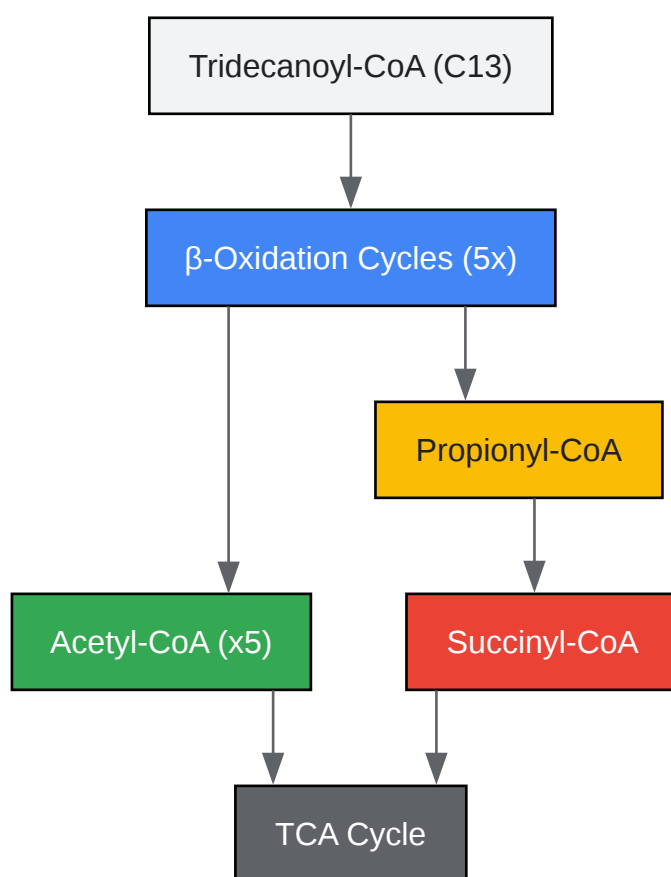 Tridecanoyl-CoA (C13)
β-Oxidation Cycles (5x)
Propionyl-CoA
Acetyl-CoA (x5)
Succinyl-CoA
TCA Cycle